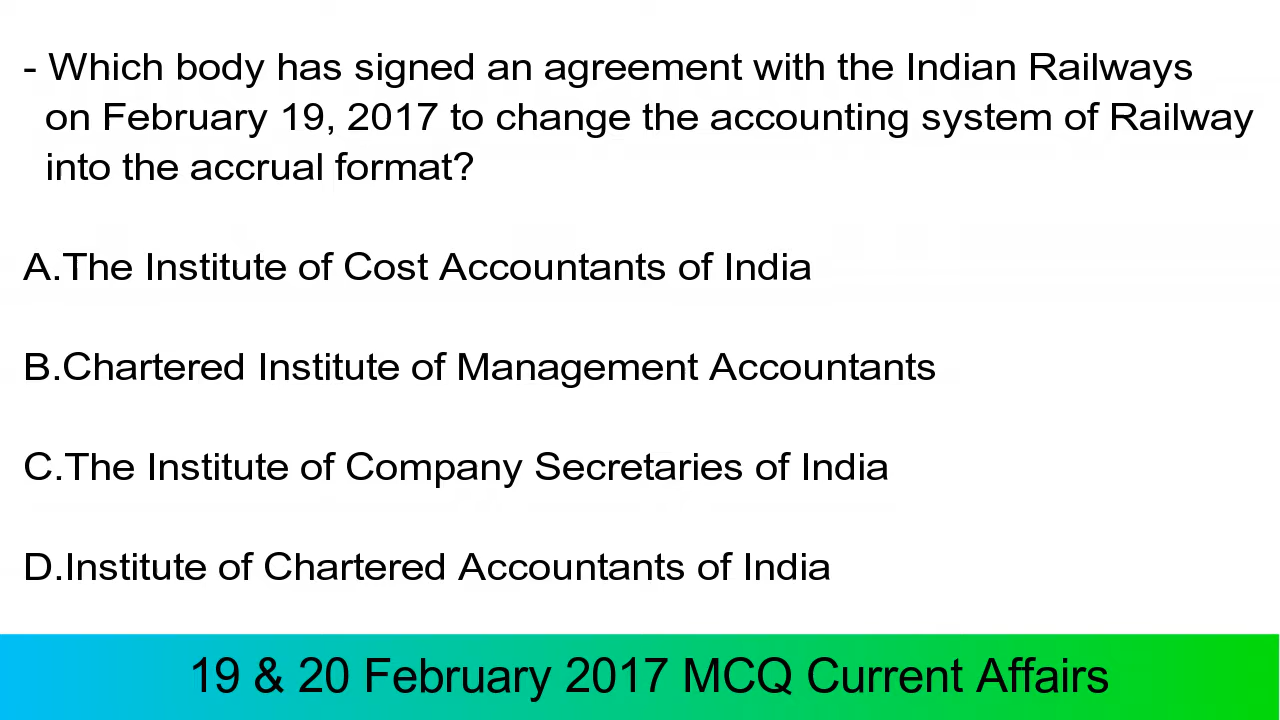 - Which body has signed an agreement with the Indian Railways
on February 19, 2017 to change the accounting system of Railway
into the accrual format?
A.The Institute of Cost Accountants of India
B.Chartered Institute of Management Accountants
C.The Institute of Company Secretaries of India
D.Institute of Chartered Accountants of India
19 & 20 February 2017 MCQ Current Affairs